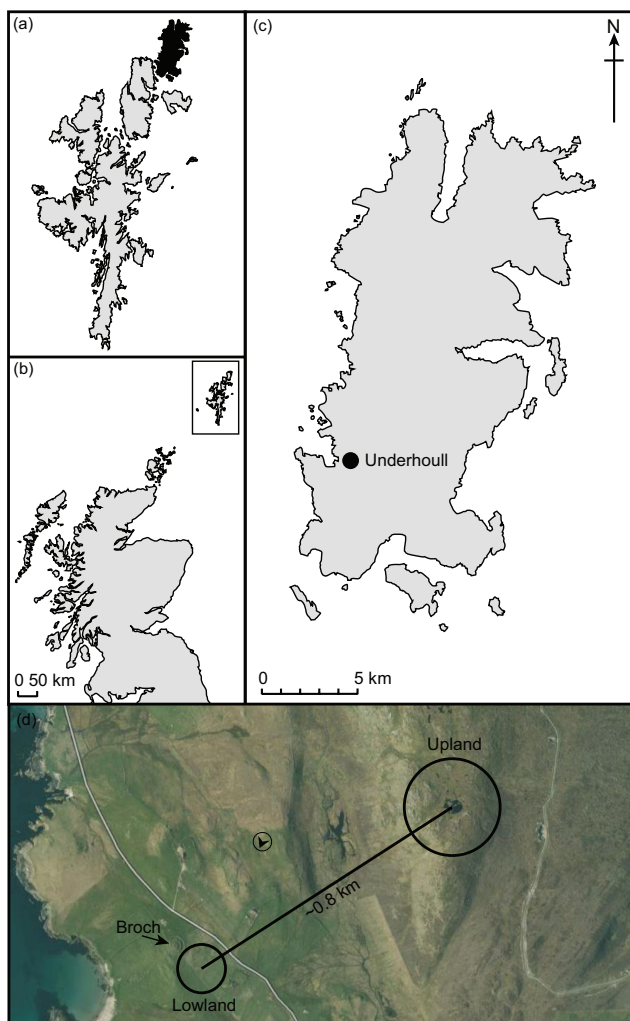 (a)
(b)
0 50 km
(c)
N
Underhoull
0 5 km
(d)
Upland
~0.8 km
Broch
Lowland